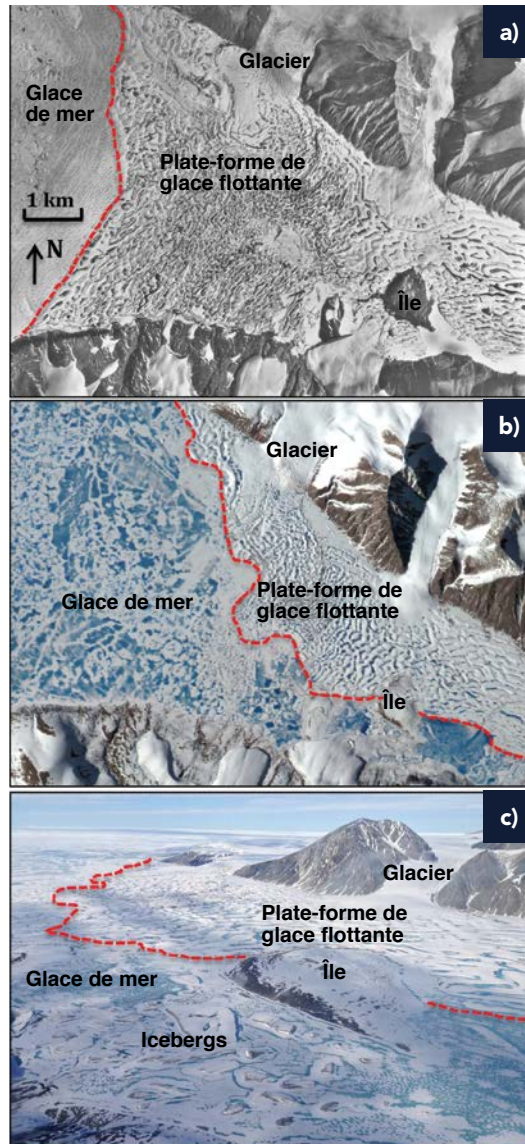 a)
Glacier
Glace
de mer
Plate-forme de
glace flottante
1 km
N
Île
b)
Glacier
Glace de mer
Plate-forme de
glace flottante
Île
c)
Glacier
Plate-forme de
glace flottante
Glace de mer
Île
Icebergs